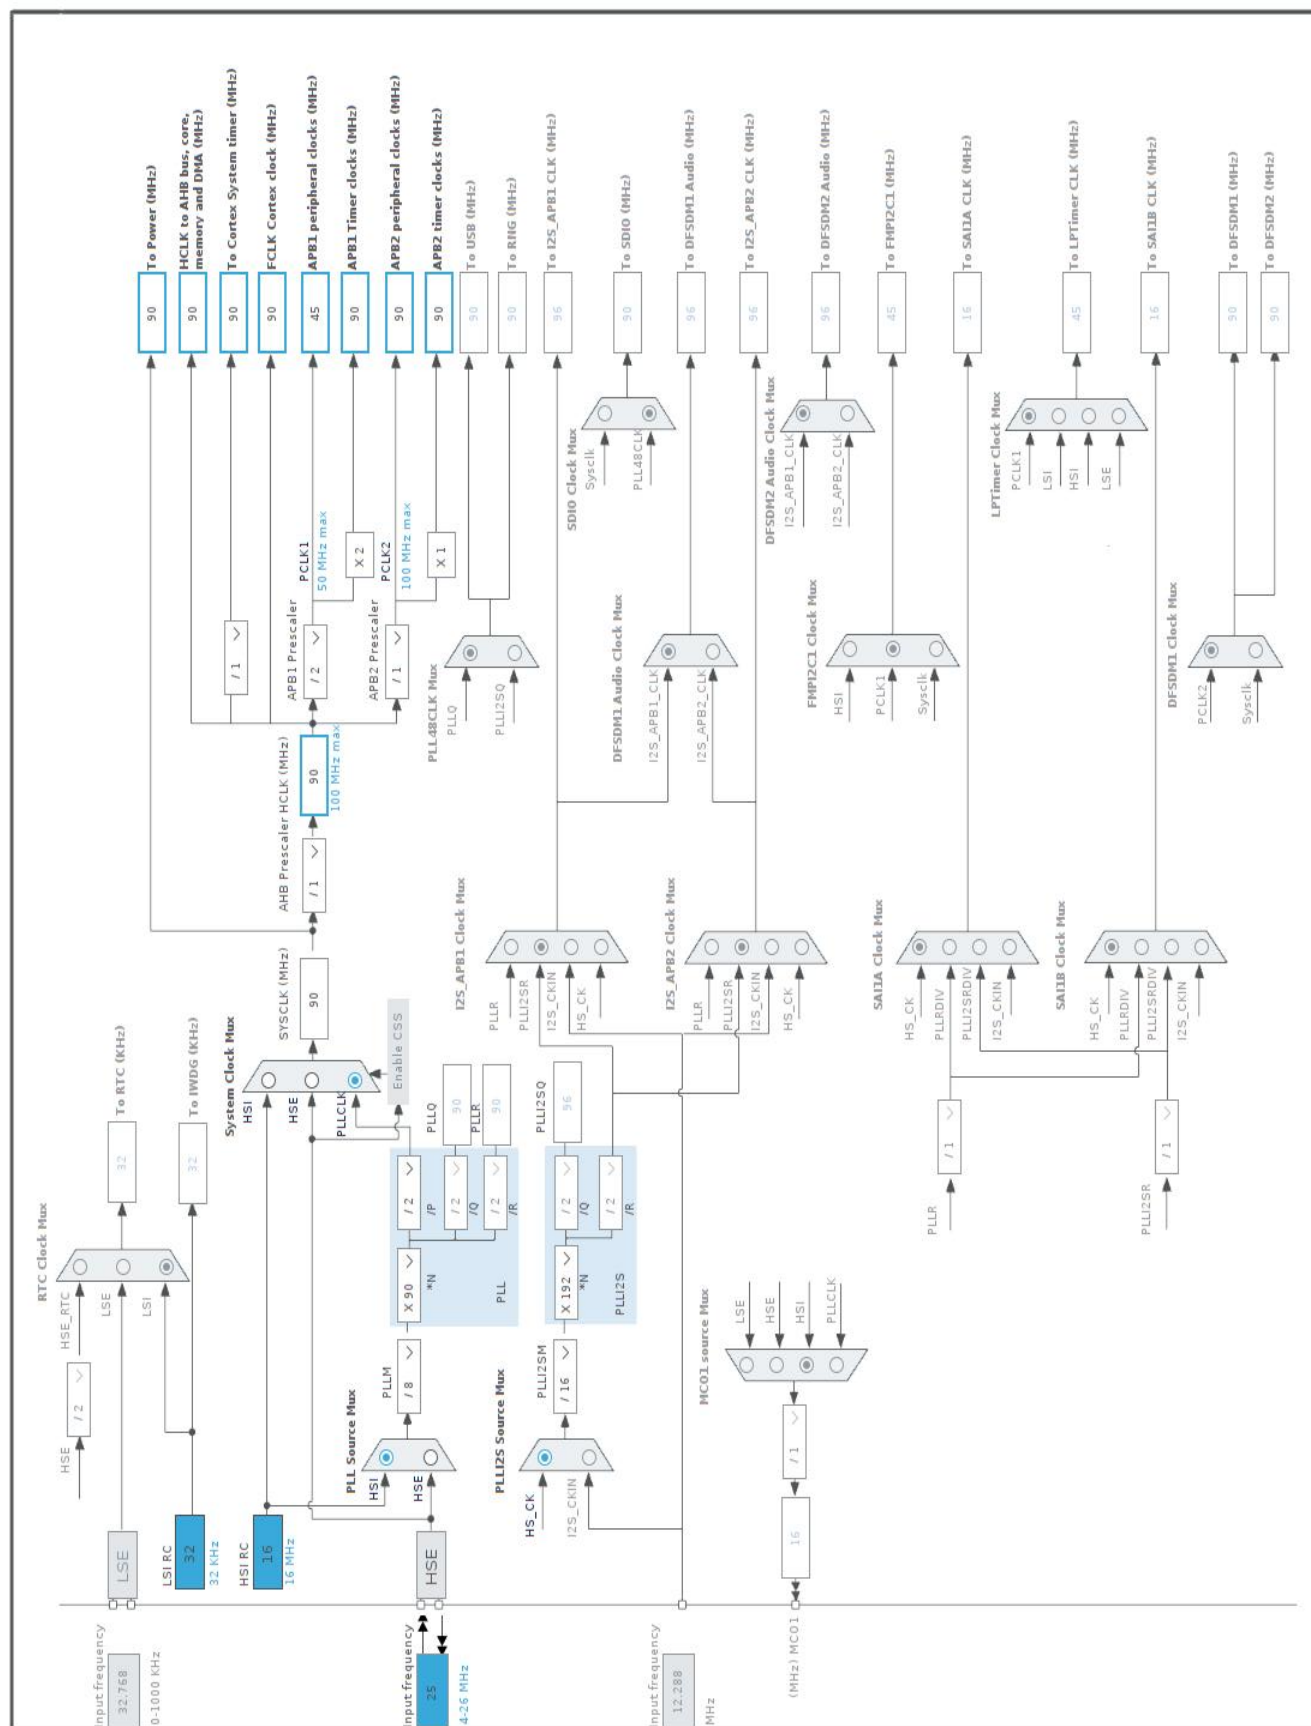 Input frequency
32.768
0-1000 KHz
LSE
HSE
/ 2
HSE_RTC
LSE
LSI
RTC Clock Mux
32
To RTC (KHz)
LSI RC
32
32 KHz
32
To IWDG (KHz)
HSI RC
16
16 MHz
System Clock Mux
HSI
HSE
PLLCLK
Enable CSS
SYSCLK (MHz)
90
AHB Prescaler
/ 1
HCLK (MHz)
90
100 MHz max
/ 1
APB1 Prescaler
/ 2
PCLK1
50 MHz max
X 2
APB2 Prescaler
/ 1
PCLK2
100 MHz max
X 1
90
To Power (MHz)
90
HCLK to AHB bus, core,
memory and DMA (MHz)
90
To Cortex System timer (MHz)
90
FCLK Cortex clock (MHz)
45
APB1 peripheral clocks (MHz)
90
APB1 Timer clocks (MHz)
90
APB2 peripheral clocks (MHz)
90
APB2 timer clocks (MHz)
90
To USB (MHz)
90
To RNG (MHz)
96
To I2S_APB1 CLK (MHz)
90
To SDIO (MHz)
96
To DFSDM1 Audio (MHz)
96
To I2S_APB2 CLK (MHz)
96
To DFSDM2 Audio (MHz)
45
To FMPI2C1 (MHz)
16
To SAI1A CLK (MHz)
45
To LPTimer CLK (MHz)
16
To SAI1B CLK (MHz)
90
To DFSDM1 (MHz)
90
To DFSDM2 (MHz)
Input frequency
25
4-26 MHz
HSE
PLL Source Mux
HSI
HSE
PLLM
/ 8
X 90
*N
/ 2
/P
/ 2
/Q
/ 2
/R
PLL
PLLQ
90
PLLR
90
PLL48CLK Mux
PLLQ
PLLI2SQ
PLLI2S Source Mux
HS_CK
I2S_CKIN
PLLI2SM
/ 16
X 192
*N
/ 2
/Q
/ 2
/R
PLLI2S
PLLI2SQ
96
I2S_APB1 Clock Mux
PLLR
PLLI2SR
I2S_CKIN
HS_CK
SDIO Clock Mux
Sysclk
PLL48CLK
DFSDM1 Audio Clock Mux
I2S_APB1_CLK
I2S_APB2_CLK
Input frequency
12.288
MHz
I2S_APB2 Clock Mux
PLLR
PLLI2SR
I2S_CKIN
HS_CK
DFSDM2 Audio Clock Mux
I2S_APB1_CLK
I2S_APB2_CLK
(MHz) MCO1
16
/ 1
MCO1 source Mux
LSE
HSE
HSI
PLLCLK
FMPI2C1 Clock Mux
HSI
PCLK1
Sysclk
PLLR
/ 1
SAI1A Clock Mux
HS_CK
PLLRDIV
PLLI2SRDIV
I2S_CKIN
LPTimer Clock Mux
PCLK1
LSI
HSI
LSE
PLLI2SR
/ 1
SAI1B Clock Mux
HS_CK
PLLRDIV
PLLI2SRDIV
I2S_CKIN
DFSDM1 Clock Mux
PCLK2
Sysclk